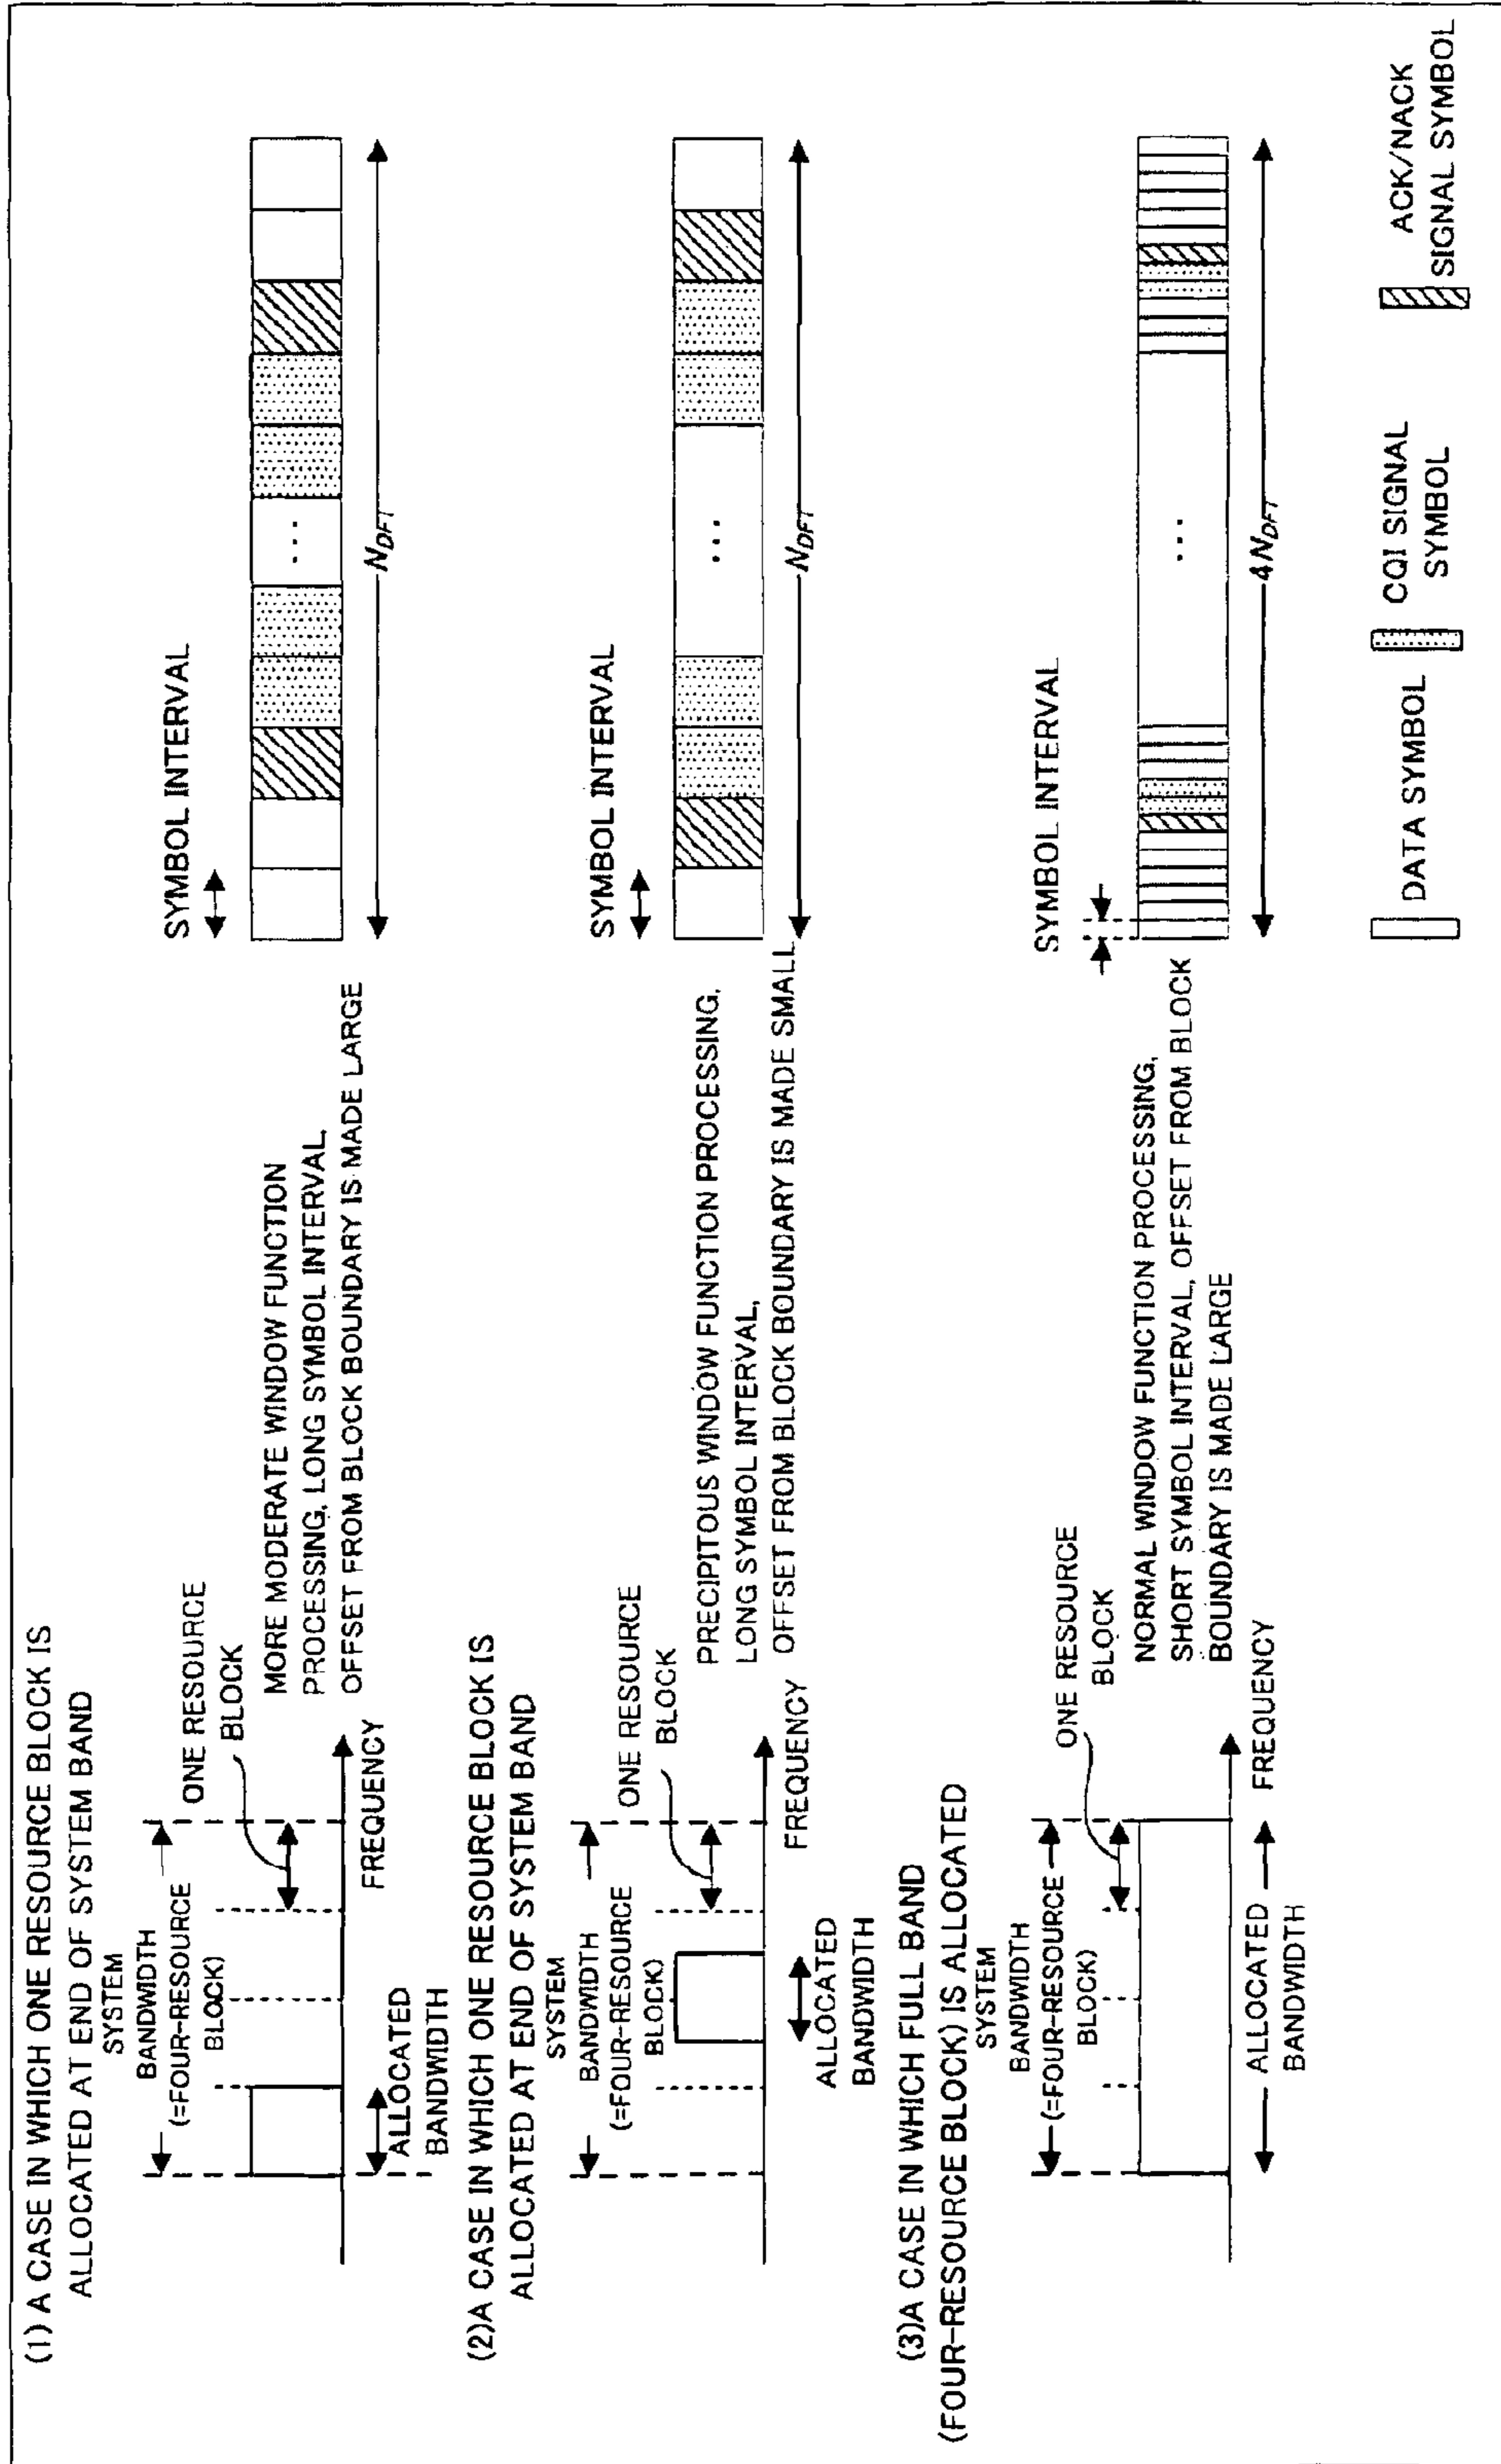 (1) A CASE IN WHICH ONE RESOURCE BLOCK IS
ALLOCATED AT END OF SYSTEM BAND
SYSTEM
BANDWIDTH
(=FOUR-RESOURCE
BLOCK)
ONE RESOURCE
BLOCK
FREQUENCY
ALLOCATED
BANDWIDTH
MORE MODERATE WINDOW FUNCTION
PROCESSING, LONG SYMBOL INTERVAL,
OFFSET FROM BLOCK BOUNDARY IS MADE LARGE
SYMBOL INTERVAL
...
NDFT
(2)A CASE IN WHICH ONE RESOURCE BLOCK IS
ALLOCATED AT END OF SYSTEM BAND
SYSTEM
BANDWIDTH
(=FOUR-RESOURCE
BLOCK)
ONE RESOURCE
BLOCK
FREQUENCY
ALLOCATED
BANDWIDTH
PRECIPITOUS WINDOW FUNCTION PROCESSING,
LONG SYMBOL INTERVAL,
OFFSET FROM BLOCK BOUNDARY IS MADE SMALL
SYMBOL INTERVAL
...
NDFT
(3)A CASE IN WHICH FULL BAND
(FOUR-RESOURCE BLOCK) IS ALLOCATED
SYSTEM
BANDWIDTH
(=FOUR-RESOURCE
BLOCK)
ONE RESOURCE
BLOCK
FREQUENCY
ALLOCATED
BANDWIDTH
NORMAL WINDOW FUNCTION PROCESSING,
SHORT SYMBOL INTERVAL, OFFSET FROM BLOCK
BOUNDARY IS MADE LARGE
SYMBOL INTERVAL
...
4NDFT
DATA SYMBOL
CQI SIGNAL
SYMBOL
ACK/NACK
SIGNAL SYMBOL